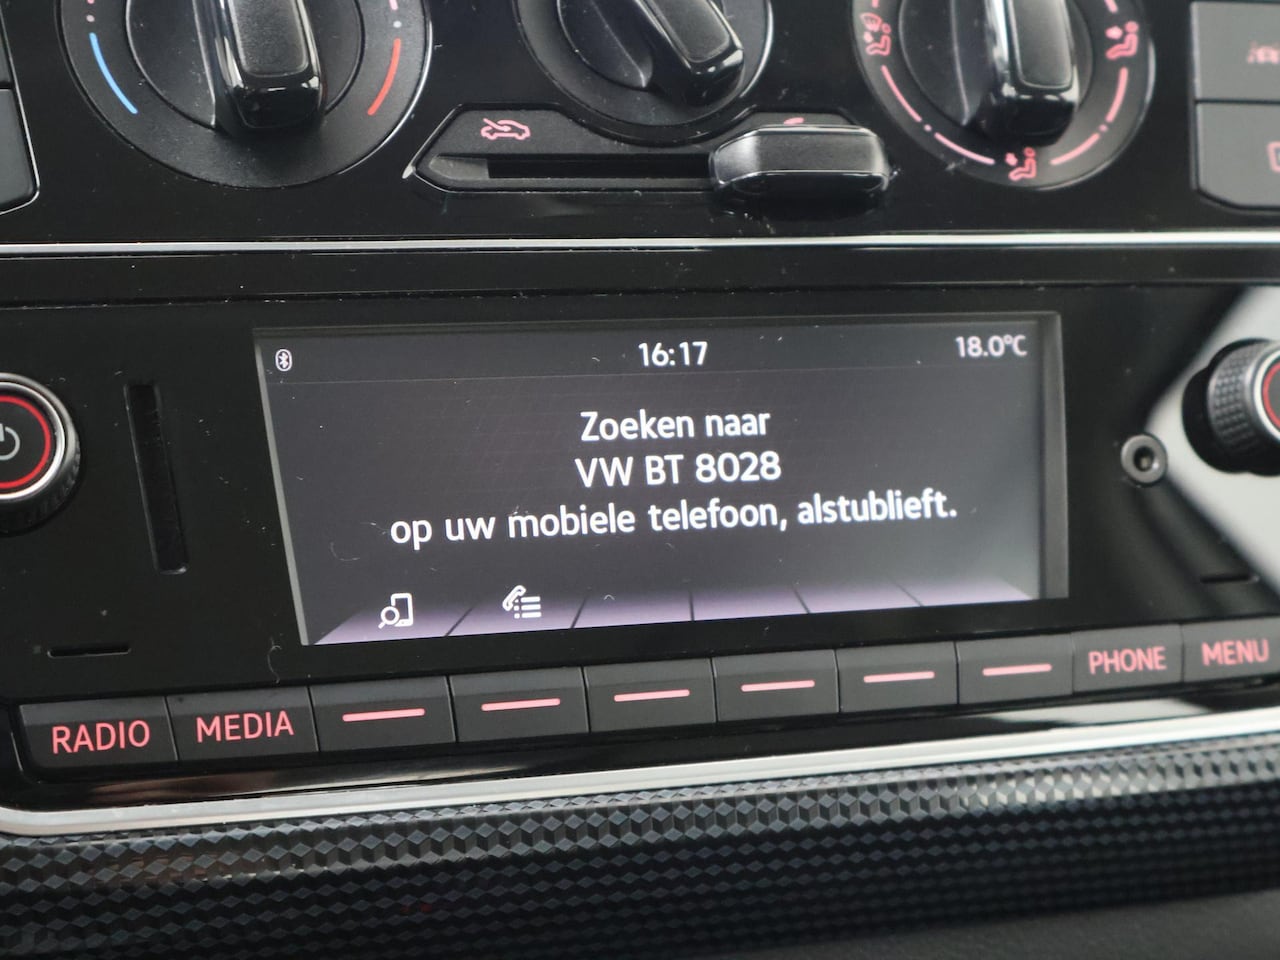 16:17
18.0°C
Zoeken naar
VW BT 8028
op uw mobiele telefoon, alstublieft.
RADIO MEDIA PHONE MENU